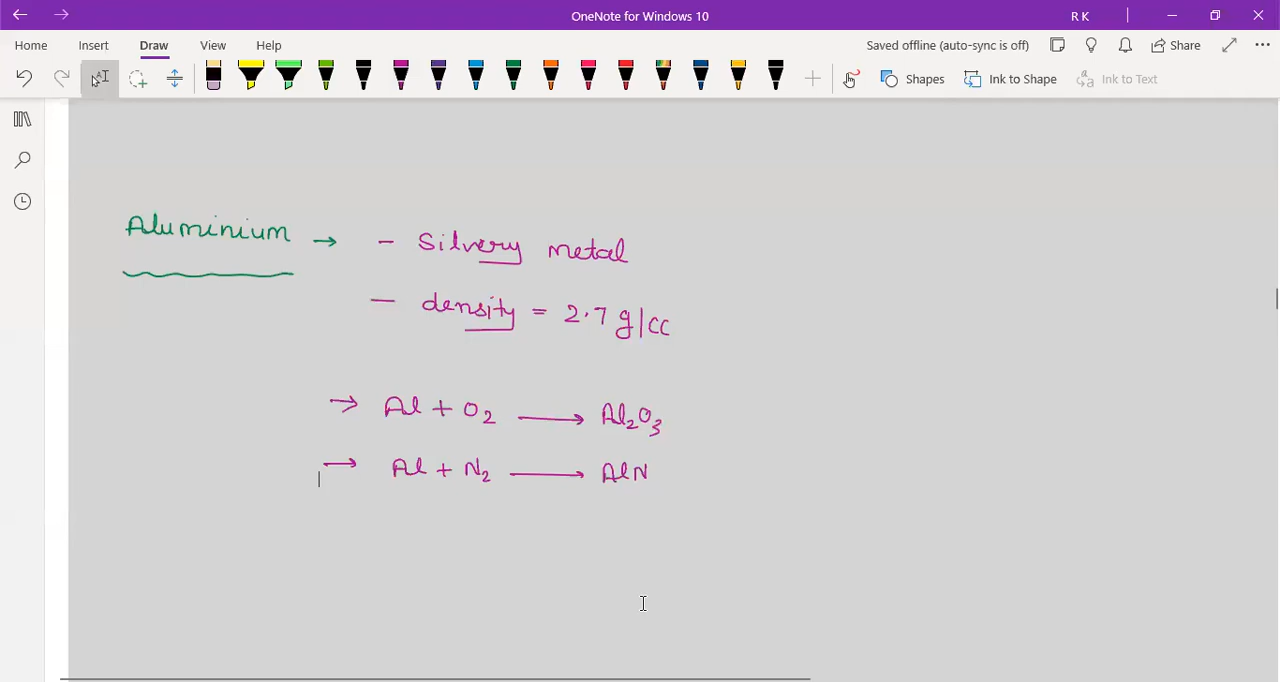 OneNote for Windows 10
R K
Home Insert Draw View Help
Saved offline (auto-sync is off)
Share
Shapes
Ink to Shape
Ink to Text
Aluminium → - Silvery metal
- density = 2.7 g/cc
→ Al + O₂ → Al₂O₃
→ Al + N₂ → AlN